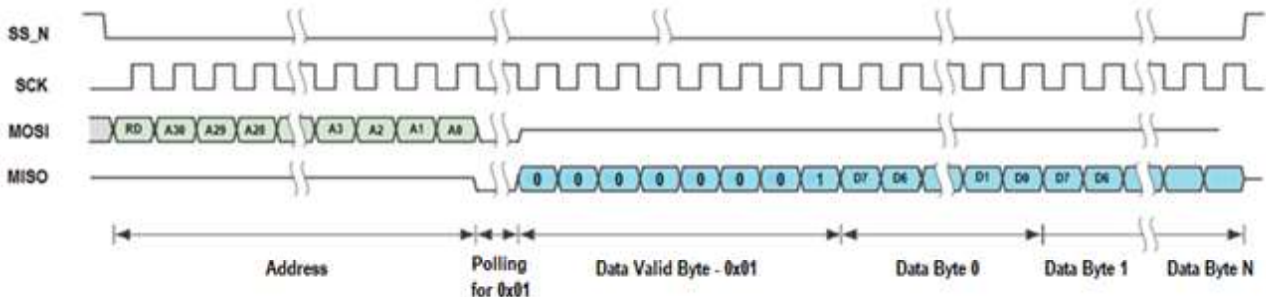 SS_N
SCK
MOSI RD A30 A29 A28 A3 A2 A1 A0
MISO 0 0 0 0 0 0 0 1 D7 D6 D1 D0 D7 D6
Address Polling Data Valid Byte - 0x01 Data Byte 0 Data Byte 1 Data Byte N
for 0x01